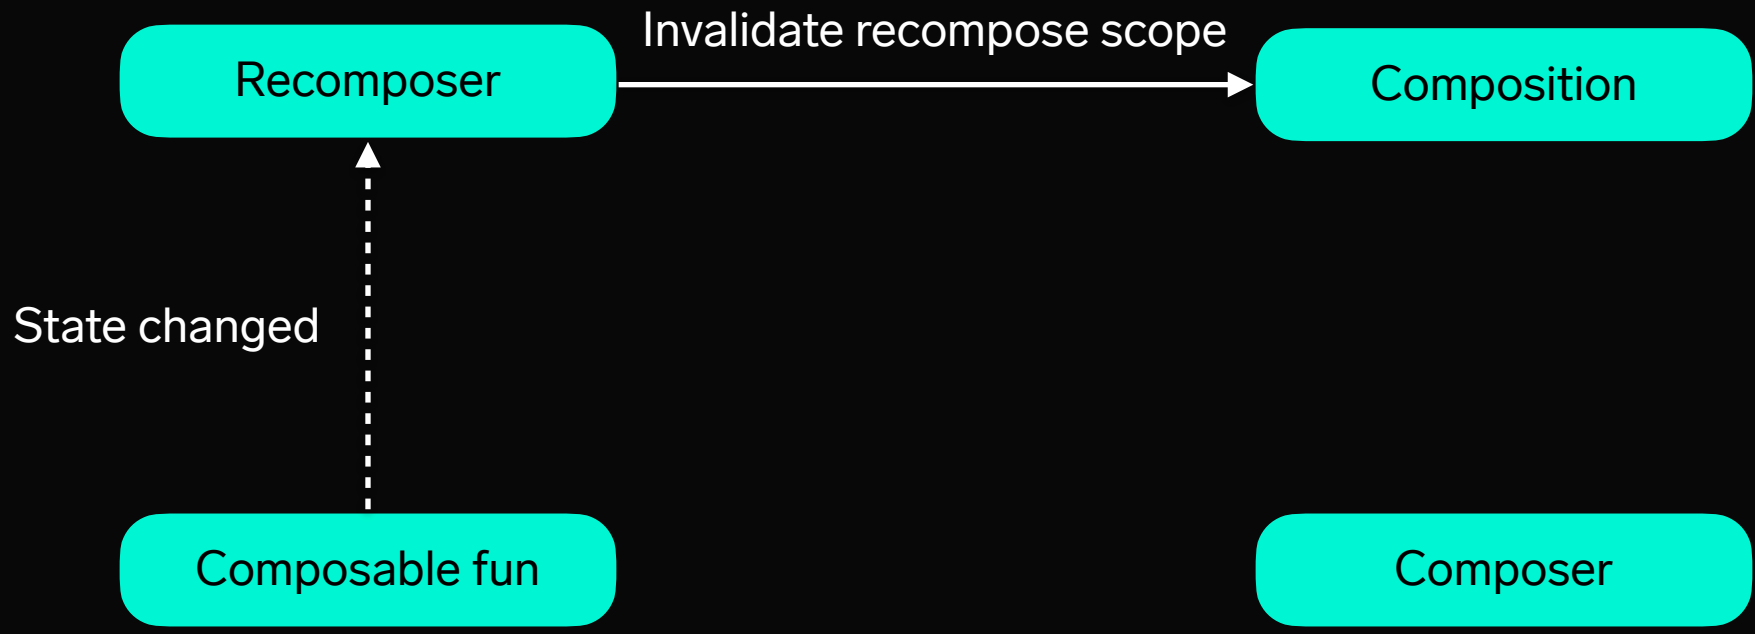 Invalidate recompose scope
Recomposer
Composition
State changed
Composable fun
Composer